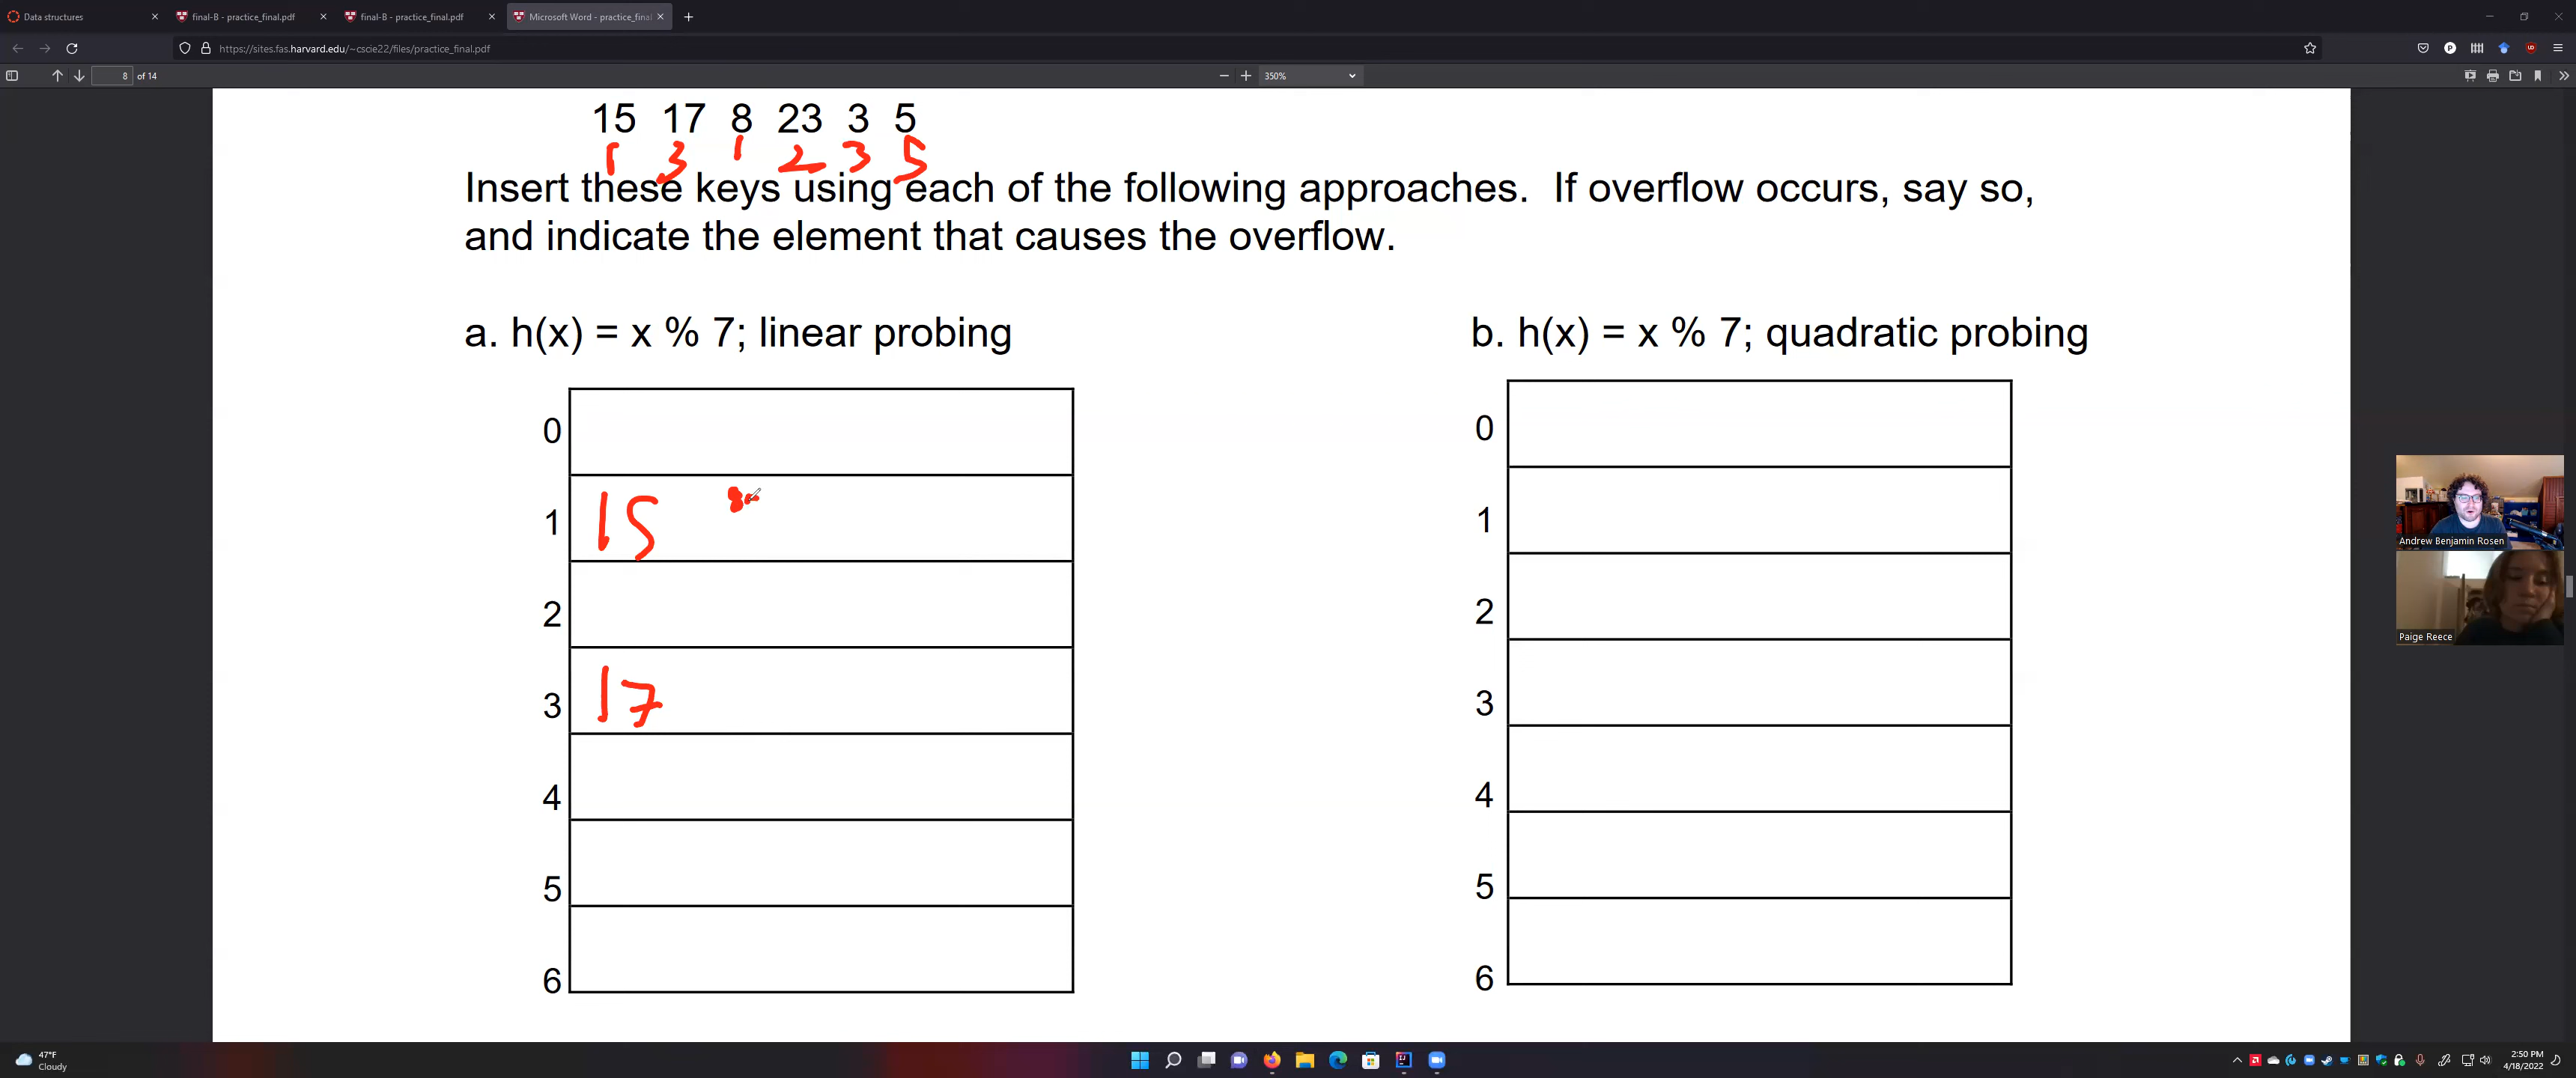 Data structures
final-B - practice_final.pdf
final-B - practice_final.pdf
Microsoft Word - practice_final
https://sites.fas.harvard.edu/~cscie22/files/practice_final.pdf
8 of 14
350%
15 17 8 23 3 5
1 3 1 2 3 5
Insert these keys using each of the following approaches. If overflow occurs, say so,
and indicate the element that causes the overflow.
a. h(x) = x % 7; linear probing
b. h(x) = x % 7; quadratic probing
0
1 15 8
2
3 17
4
5
6
0
1
2
3
4
5
6
Andrew Benjamin Rosen
Paige Reece
47°F
Cloudy
2:50 PM
4/18/2022